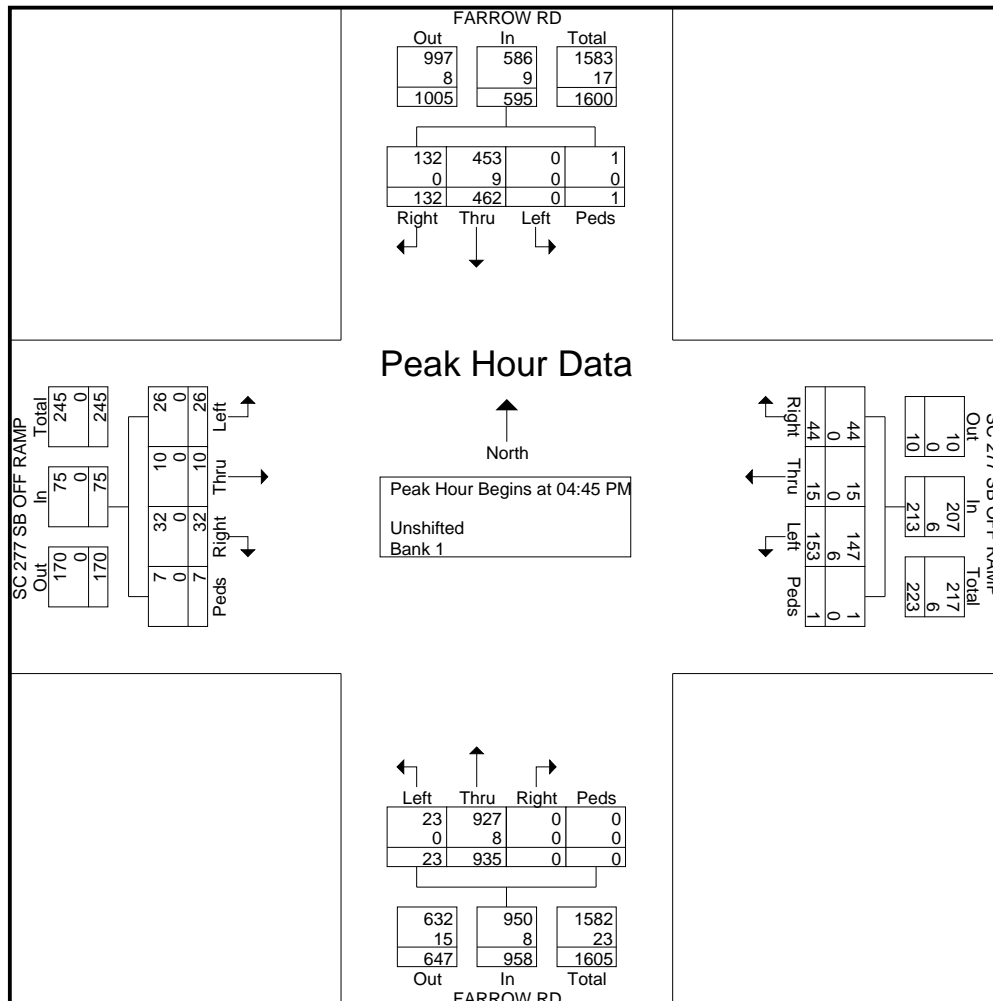 FARROW RD
Out In Total
997 586 1583
8 9 17
1005 595 1600
132 453 0 1
0 9 0 0
132 462 0 1
Right Thru Left Peds
Peak Hour Data
North
Peak Hour Begins at 04:45 PM
Unshifted
Bank 1
SC 277 SB OFF RAMP
Total In Out
245 75 170
0 0 0
245 75 170
26 10 32 7
0 0 0 0
26 10 32 7
Left Thru Right Peds
SC 277 SB OFF RAMP
Out In Total
10 207 217
0 6 6
10 213 223
44 15 147 1
0 0 6 0
44 15 153 1
Right Thru Left Peds
Left Thru Right Peds
23 927 0 0
0 8 0 0
23 935 0 0
632 950 1582
15 8 23
647 958 1605
Out In Total
FARROW RD